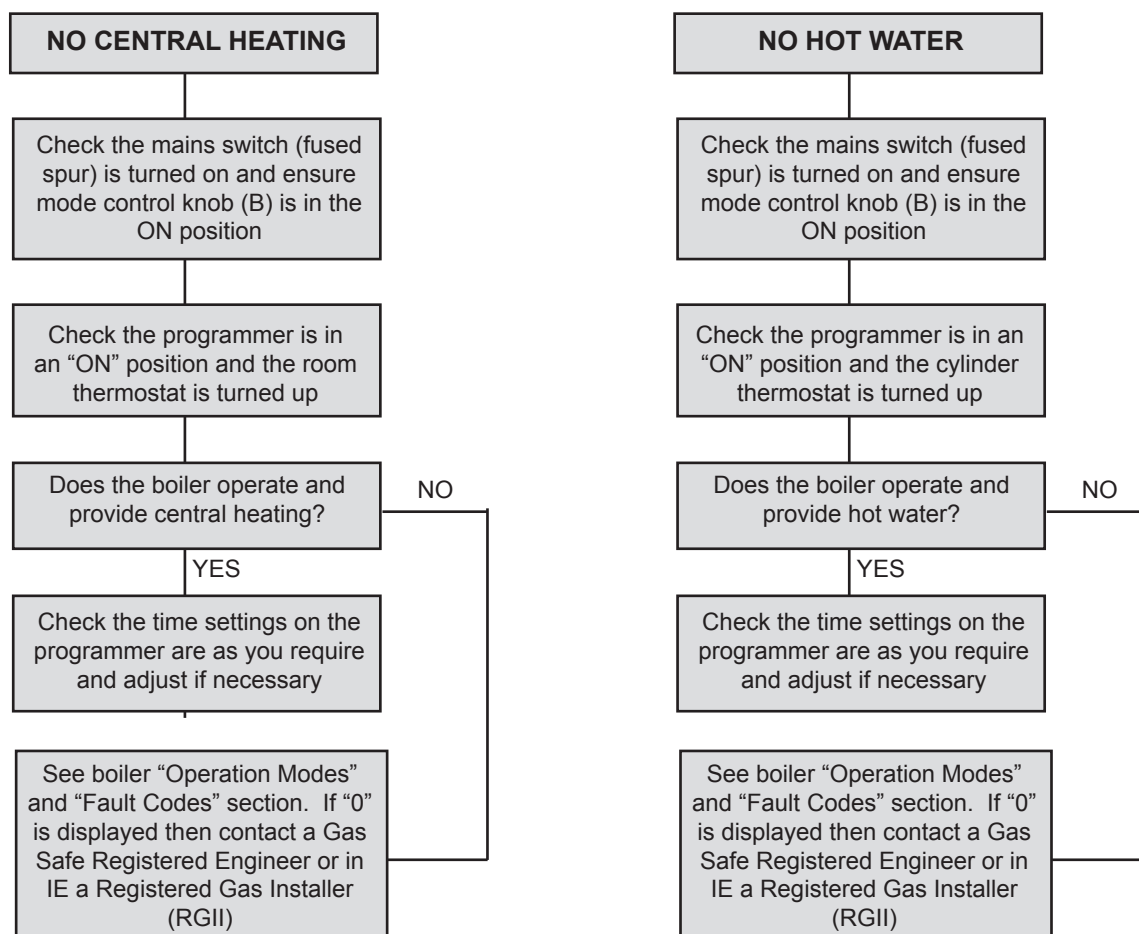 NO CENTRAL HEATING
Check the mains switch (fused
spur) is turned on and ensure
mode control knob (B) is in the
ON position
Check the programmer is in
an “ON” position and the room
thermostat is turned up
Does the boiler operate and
provide central heating?
NO
YES
Check the time settings on the
programmer are as you require
and adjust if necessary
See boiler “Operation Modes”
and “Fault Codes” section.  If “0”
is displayed then contact a Gas
Safe Registered Engineer or in
IE a Registered Gas Installer
(RGII)
NO HOT WATER
Check the mains switch (fused
spur) is turned on and ensure
mode control knob (B) is in the
ON position
Check the programmer is in an
“ON” position and the cylinder
thermostat is turned up
Does the boiler operate and
provide hot water?
NO
YES
Check the time settings on the
programmer are as you require
and adjust if necessary
See boiler “Operation Modes”
and “Fault Codes” section.  If “0”
is displayed then contact a Gas
Safe Registered Engineer or in
IE a Registered Gas Installer
(RGII)